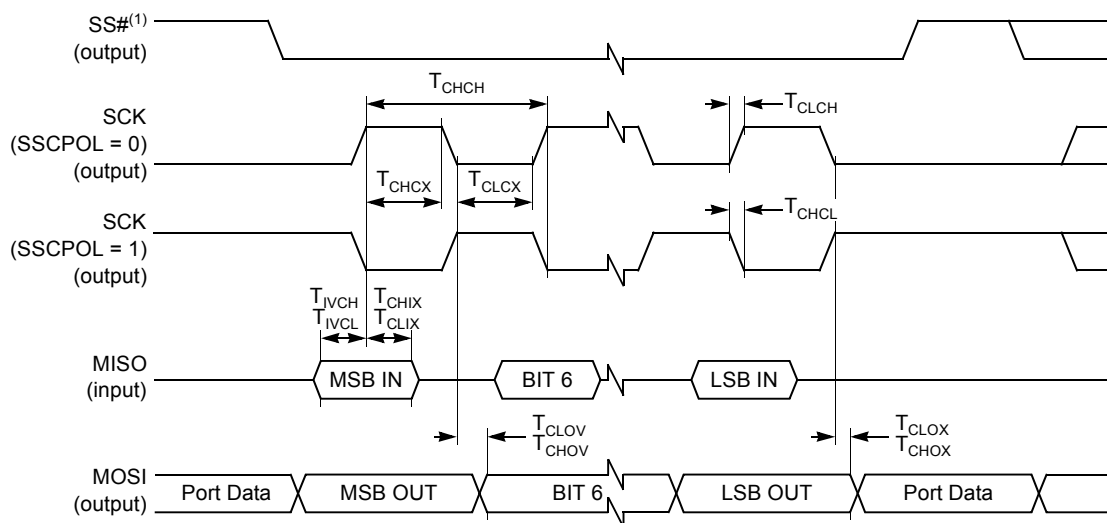 SS#(1)
(output)
TCHCH
TCLCH
SCK
(SSCPOL = 0)
(output)
TCHCX
TCLCX
TCHCL
SCK
(SSCPOL = 1)
(output)
TIVCH
TIVCL
TCHIX
TCLIX
MISO
(input)
MSB IN
BIT 6
LSB IN
TCLOV
TCHOV
TCLOX
TCHOX
MOSI
(output)
Port Data
MSB OUT
BIT 6
LSB OUT
Port Data